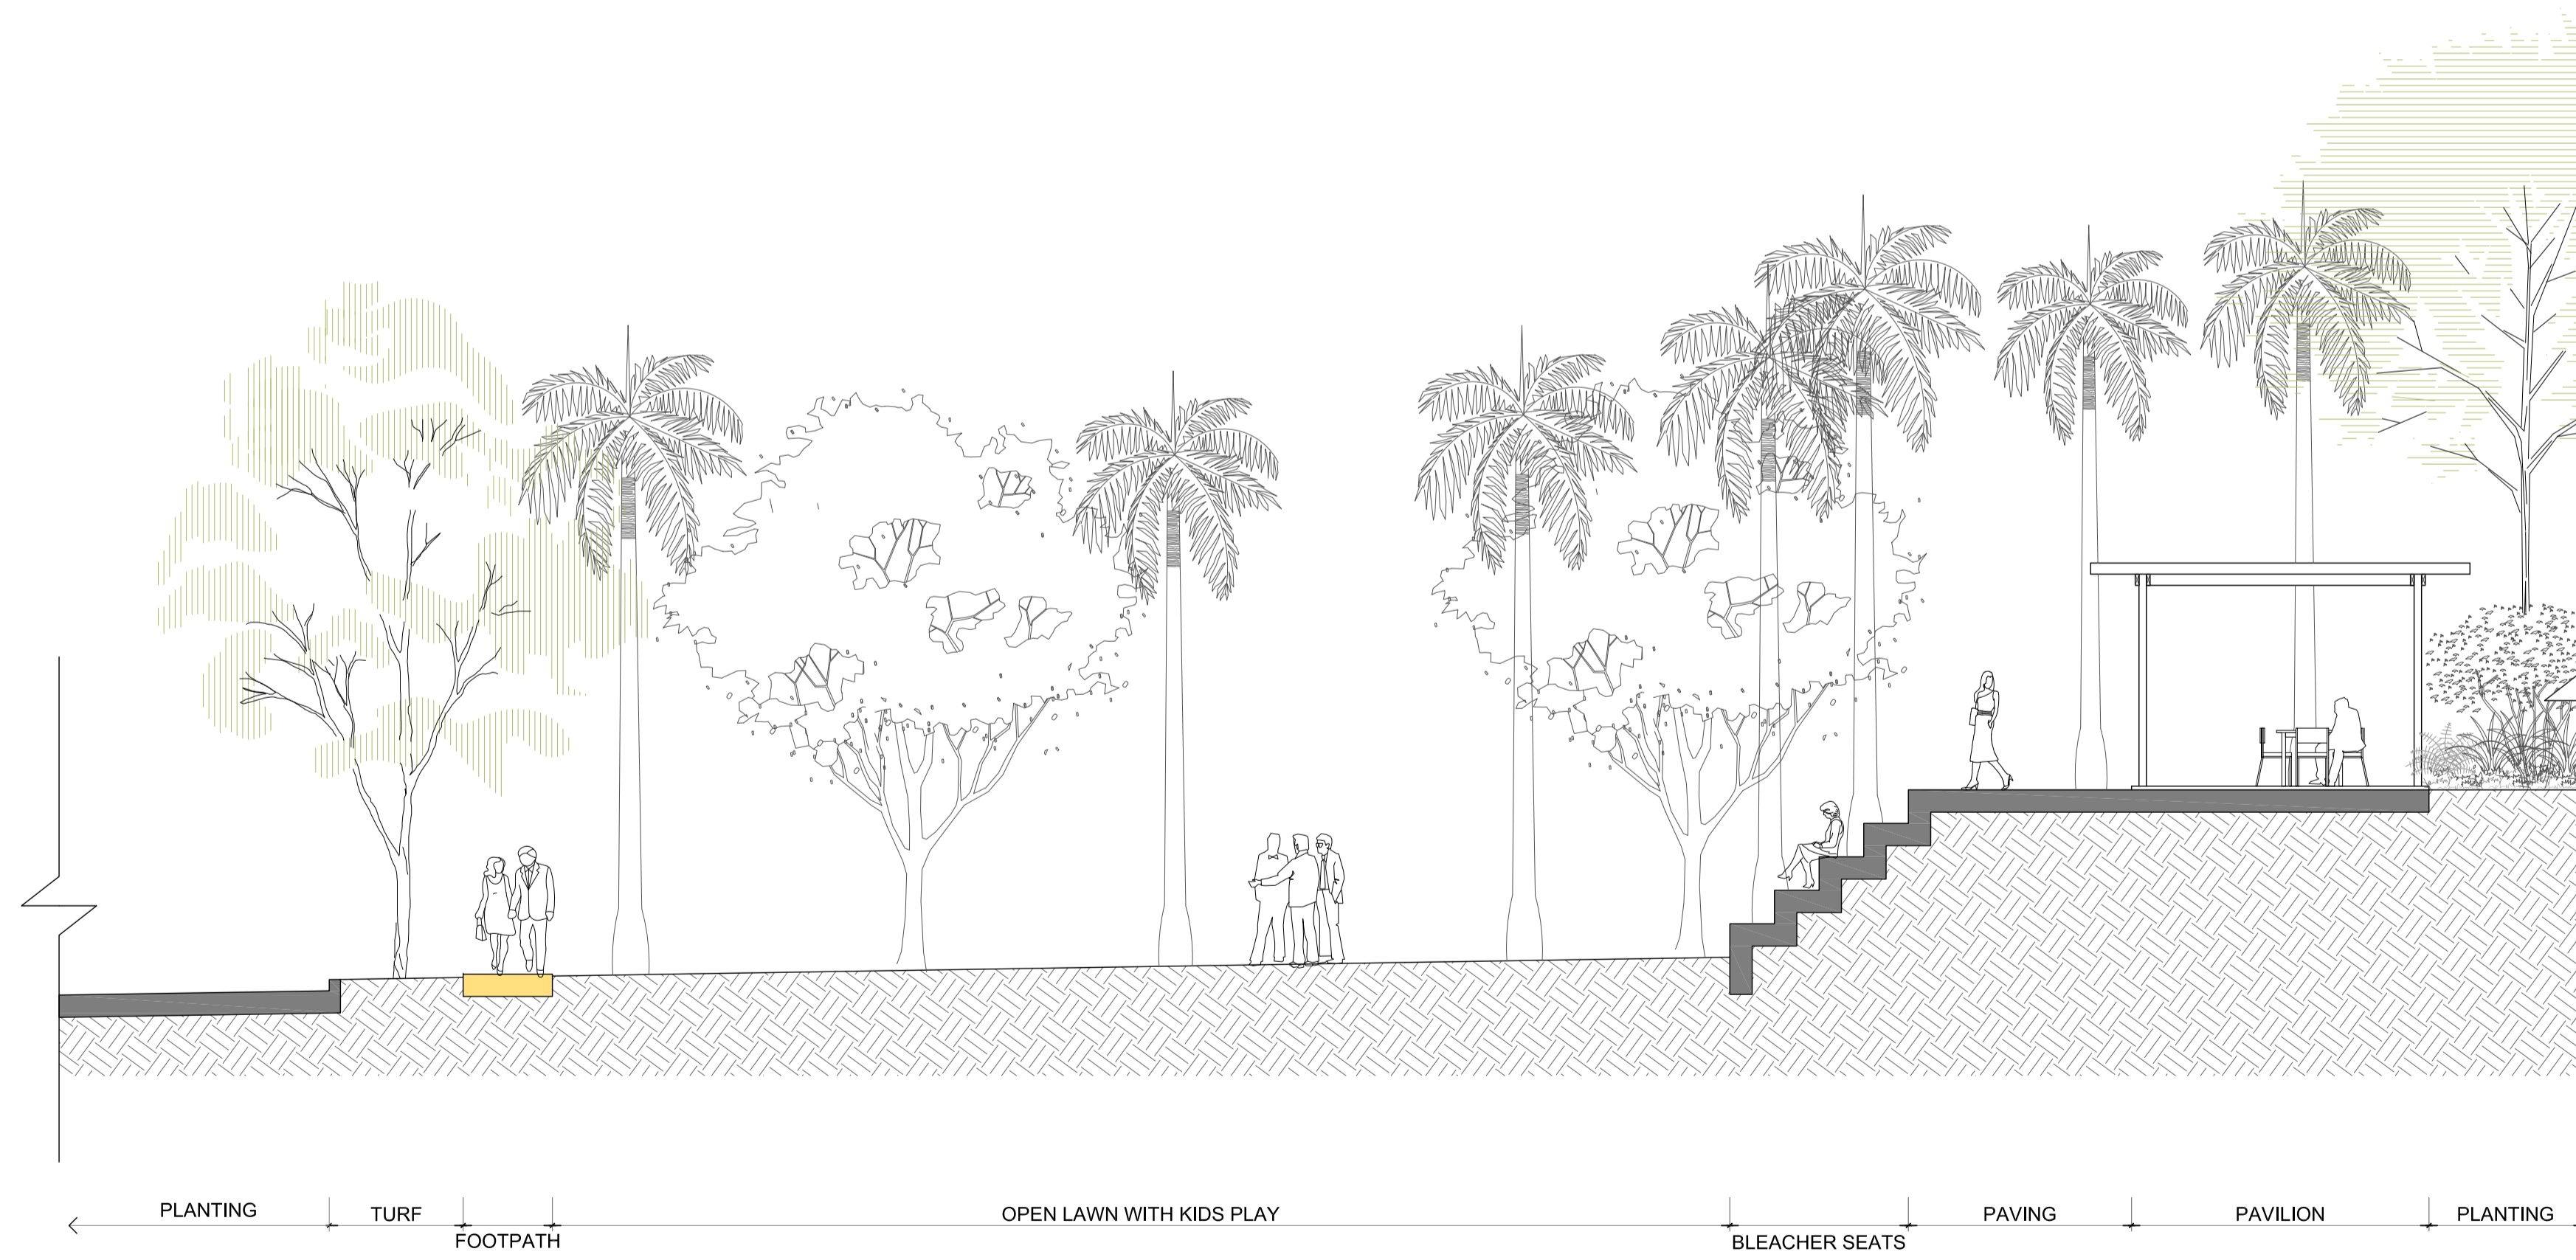 PLANTING
TURF
FOOTPATH
OPEN LAWN WITH KIDS PLAY
BLEACHER SEATS
PAVING
PAVILION
PLANTING